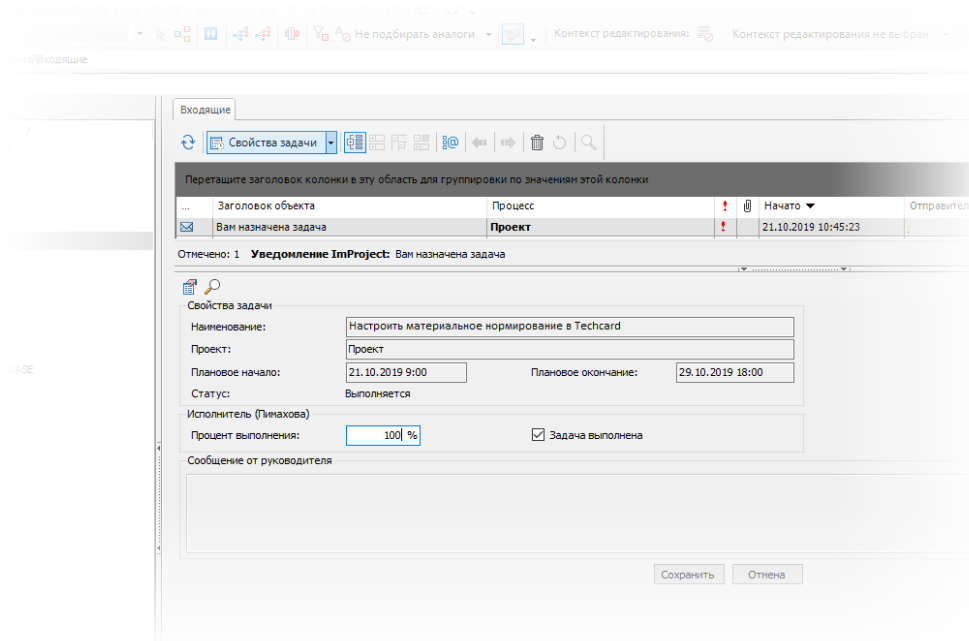 Не подбирать аналоги Контекст редактирования: Контекст редактирования не выбран
Входящие
Входящие
Свойства задачи
Перетащите заголовок колонки в эту область для группировки по значениям этой колонки
... Заголовок объекта Процесс Начато Отправител
Вам назначена задача Проект 21.10.2019 10:45:23
Отмечено: 1 Уведомление ImProject: Вам назначена задача
Свойства задачи
Наименование: Настроить материальное нормирование в Techcard
Проект: Проект
Плановое начало: 21.10.2019 9:00 Плановое окончание: 29.10.2019 18:00
Статус: Выполняется
Исполнитель (Пимахова)
Процент выполнения: 100 % Задача выполнена
Сообщение от руководителя
Сохранить Отмена